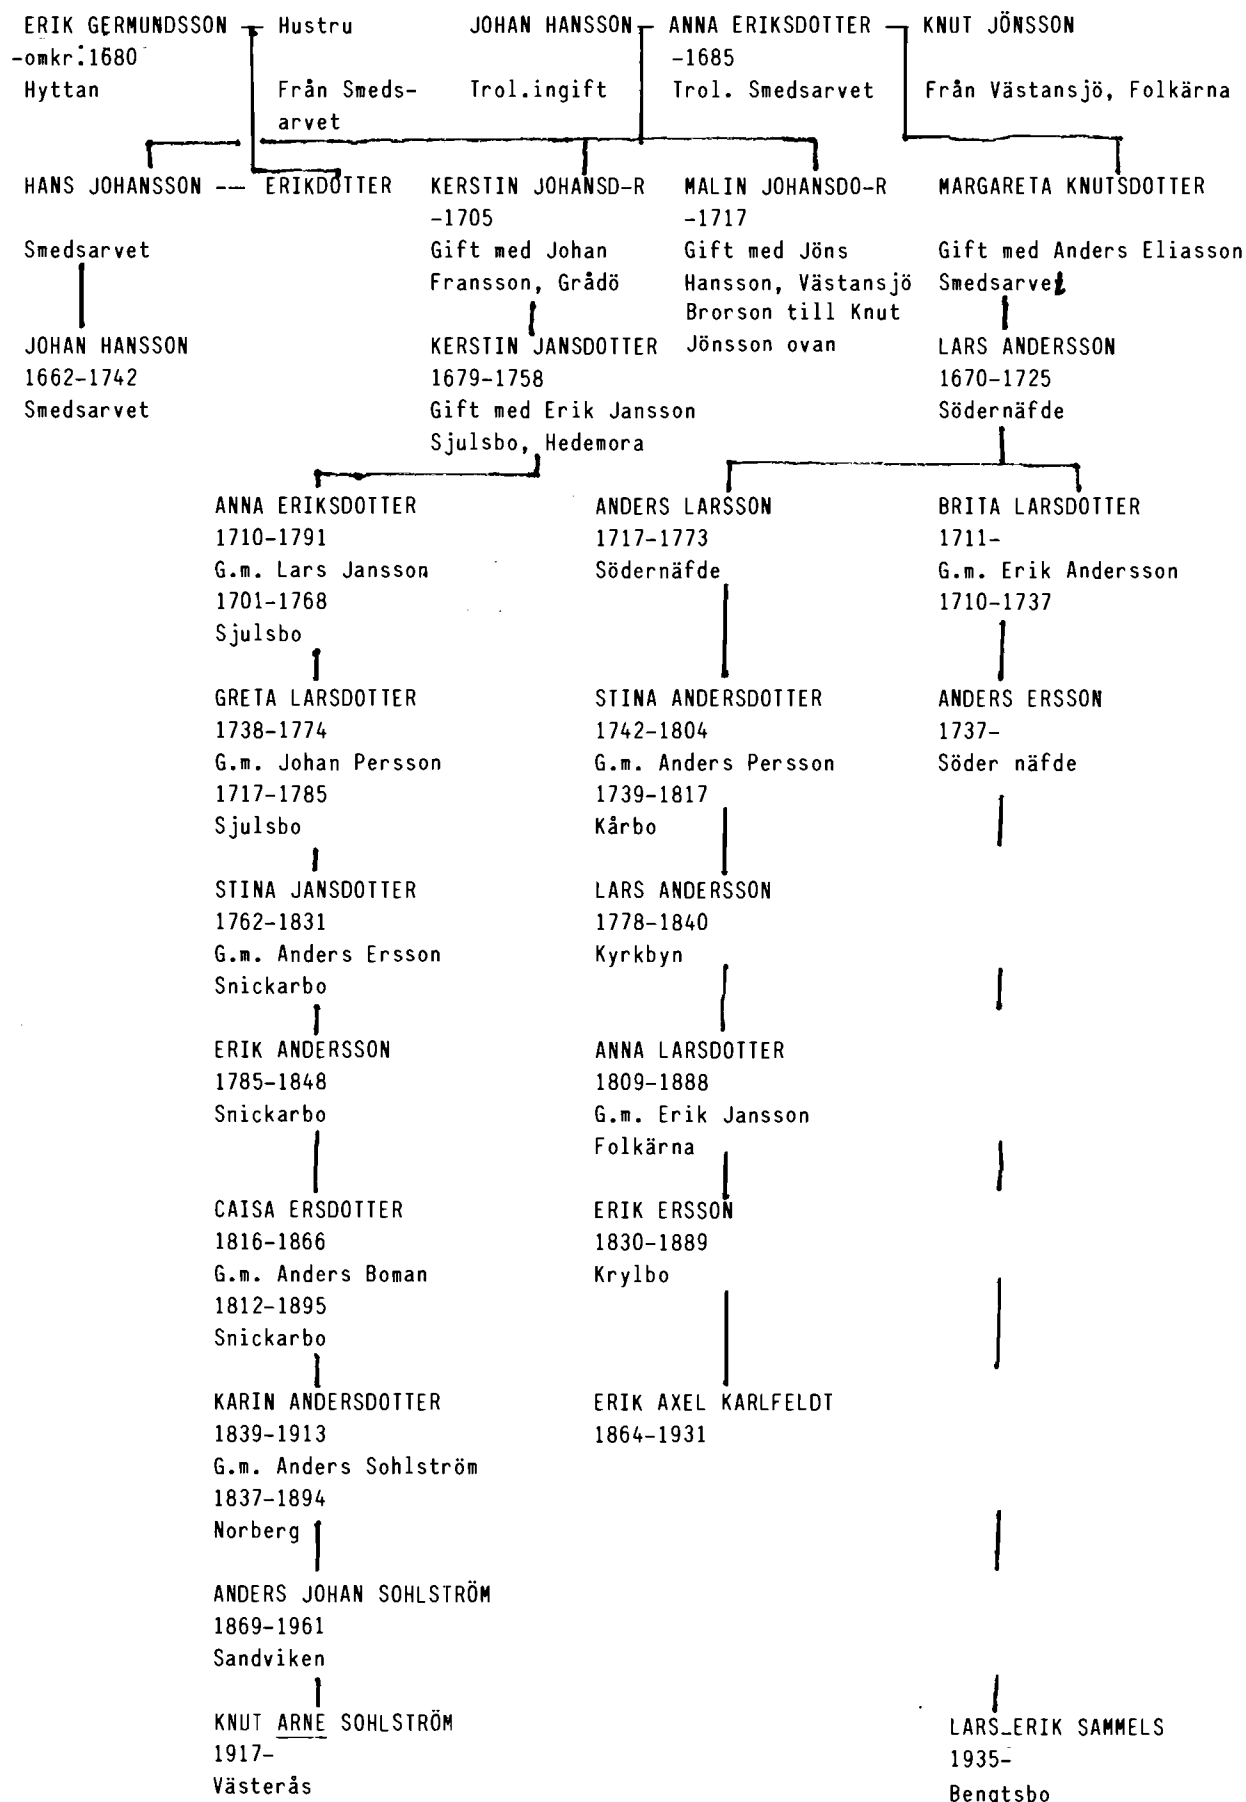 ERIK GERMUNDSSON Hustru JOHAN HANSSON ANNA ERIKSDOTTER KNUT JÖNSSON
-omkr.1680 -1685
Hyttan Från Smeds- Trol.ingift Trol. Smedsarvet Från Västansjö, Folkärna
arvet
HANS JOHANSSON -- ERIKDOTTER KERSTIN JOHANSD-R MALIN JOHANSDO-R MARGARETA KNUTSDOTTER
-1705 -1717
Smedsarvet Gift med Johan Gift med Jöns Gift med Anders Eliasson
Fransson, Grådö Hansson, Västansjö Smedsarvet
Brorson till Knut
JOHAN HANSSON KERSTIN JANSDOTTER Jönsson ovan LARS ANDERSSON
1662-1742 1679-1758 1670-1725
Smedsarvet Gift med Erik Jansson Södernäfde
Sjulsbo, Hedemora
ANNA ERIKSDOTTER ANDERS LARSSON BRITA LARSDOTTER
1710-1791 1717-1773 1711-
G.m. Lars Jansson Södernäfde G.m. Erik Andersson
1701-1768 1710-1737
Sjulsbo
GRETA LARSDOTTER STINA ANDERSDOTTER ANDERS ERSSON
1738-1774 1742-1804 1737-
G.m. Johan Persson G.m. Anders Persson Söder näfde
1717-1785 1739-1817
Sjulsbo Kårbo
STINA JANSDOTTER LARS ANDERSSON
1762-1831 1778-1840
G.m. Anders Ersson Kyrkbyn
Snickarbo
ERIK ANDERSSON ANNA LARSDOTTER
1785-1848 1809-1888
Snickarbo G.m. Erik Jansson
Folkärna
CAISA ERSDOTTER ERIK ERSSON
1816-1866 1830-1889
G.m. Anders Boman Krylbo
1812-1895
Snickarbo
KARIN ANDERSDOTTER ERIK AXEL KARLFELDT
1839-1913 1864-1931
G.m. Anders Sohlström
1837-1894
Norberg
ANDERS JOHAN SOHLSTRÖM
1869-1961
Sandviken
KNUT ARNE SOHLSTRÖM LARS-ERIK SAMMELS
1917- 1935-
Västerås Bengtsbo